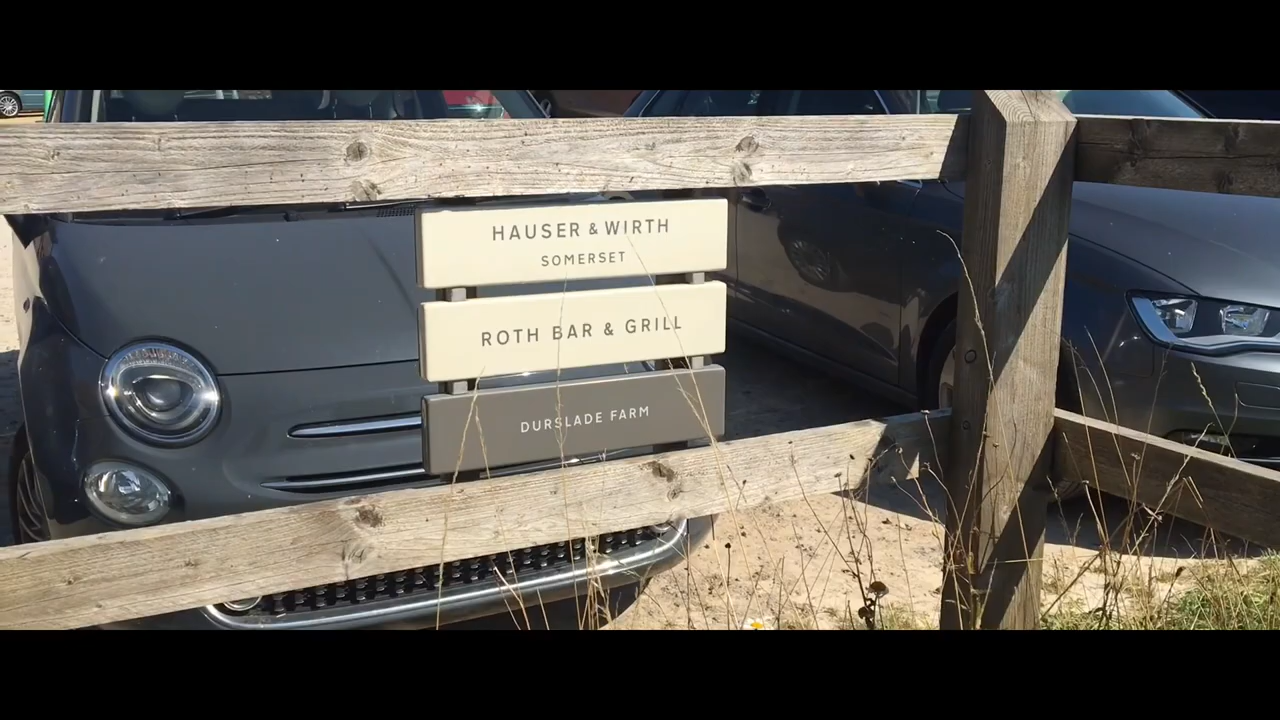 HAUSER & WIRTH
SOMERSET
ROTH BAR & GRILL
DURSLADE FARM